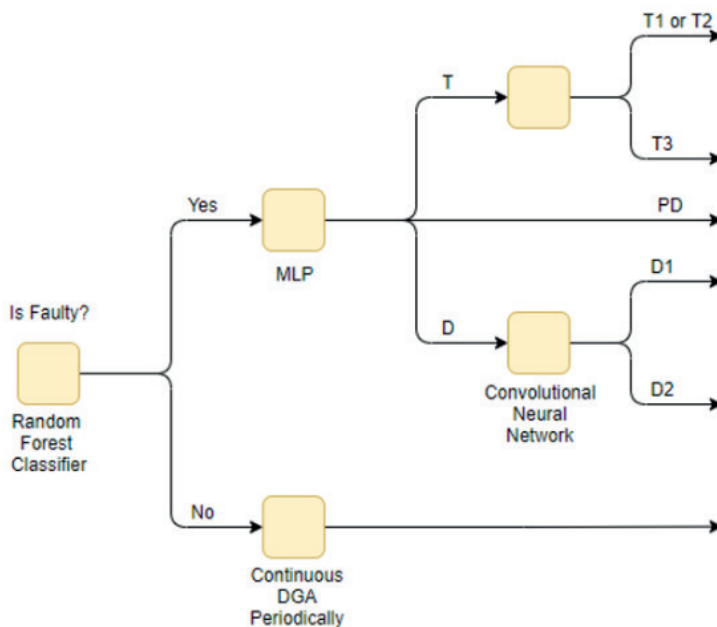 T1 or T2
T
T3
Yes
PD
MLP
D1
Is Faulty?
D
D2
Convolutional
Neural
Network
Random
Forest
Classifier
No
Continuous
DGA
Periodically